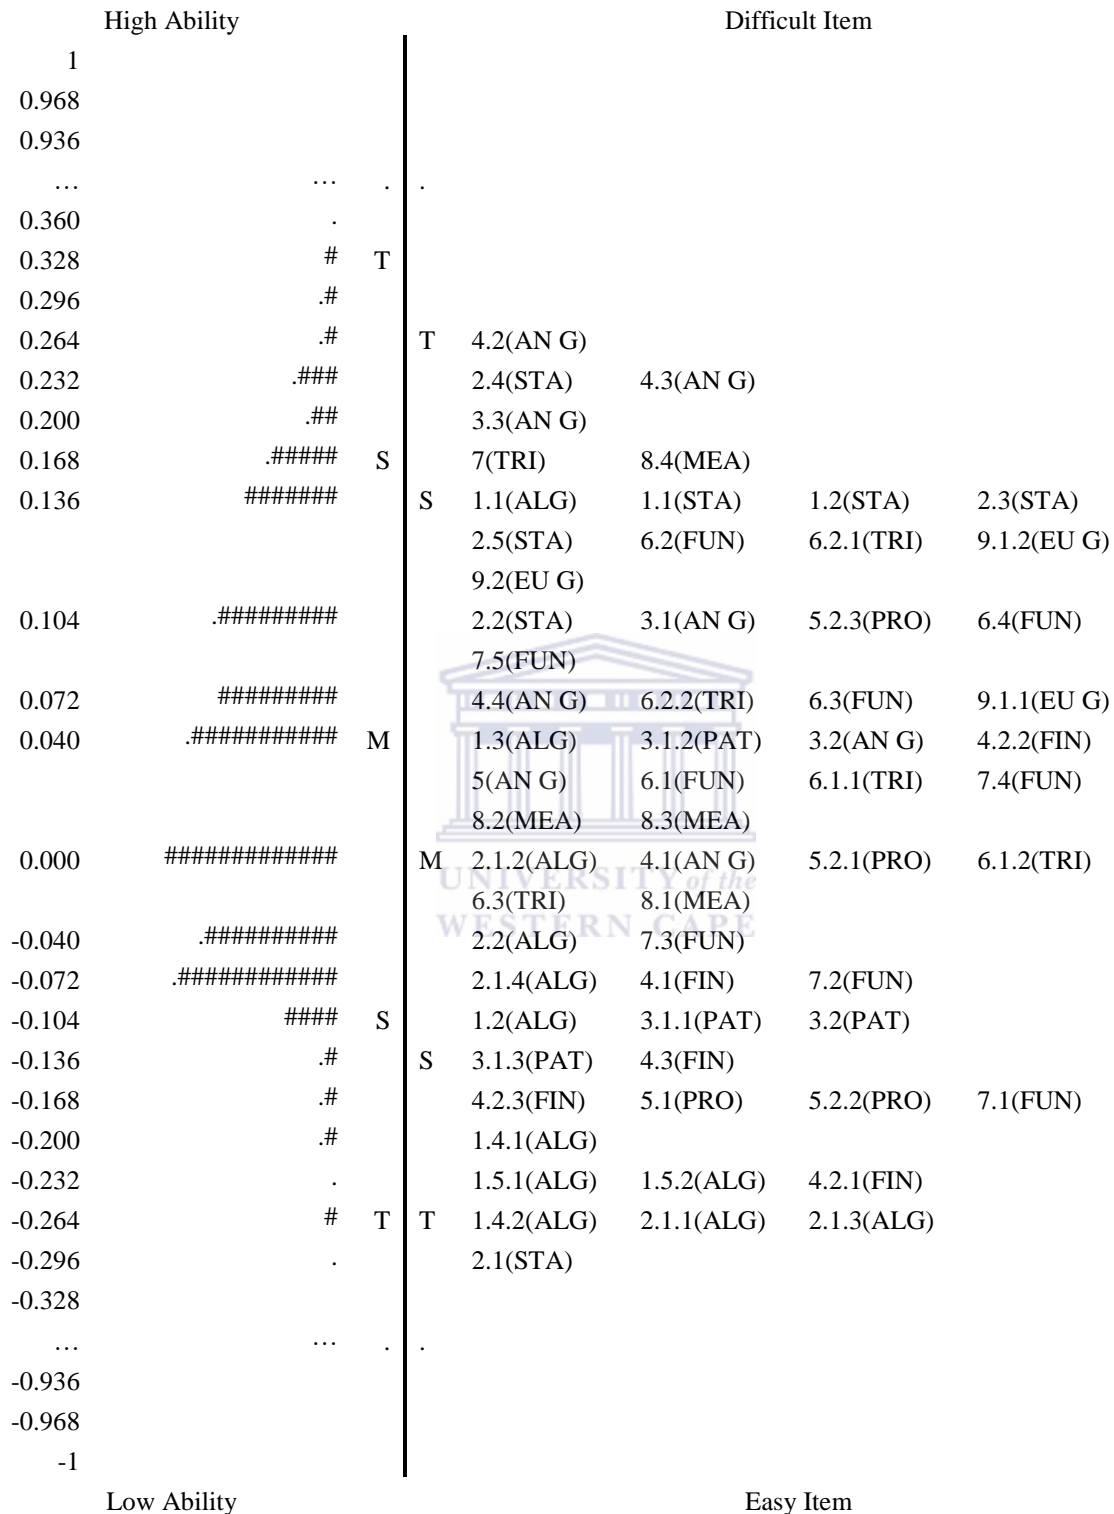 High Ability Difficult Item
1
0.968
0.936
… … . .
0.360 .
0.328 # T
0.296 .#
0.264 .# T 4.2(AN G)
0.232 .### 2.4(STA) 4.3(AN G)
0.200 .## 3.3(AN G)
0.168 .##### S 7(TRI) 8.4(MEA)
0.136 ####### S 1.1(ALG) 1.1(STA) 1.2(STA) 2.3(STA)
2.5(STA) 6.2(FUN) 6.2.1(TRI) 9.1.2(EU G)
9.2(EU G)
0.104 .######### 2.2(STA) 3.1(AN G) 5.2.3(PRO) 6.4(FUN)
7.5(FUN)
0.072 ######### 4.4(AN G) 6.2.2(TRI) 6.3(FUN) 9.1.1(EU G)
0.040 .########### M 1.3(ALG) 3.1.2(PAT) 3.2(AN G) 4.2.2(FIN)
5(AN G) 6.1(FUN) 6.1.1(TRI) 7.4(FUN)
8.2(MEA) 8.3(MEA)
0.000 ############# M 2.1.2(ALG) 4.1(AN G) 5.2.1(PRO) 6.1.2(TRI)
UNIVERSITY of the
6.3(TRI) 8.1(MEA)
WESTERN CAPE
-0.040 .########## 2.2(ALG) 7.3(FUN)
-0.072 .############ 2.1.4(ALG) 4.1(FIN) 7.2(FUN)
-0.104 #### S 1.2(ALG) 3.1.1(PAT) 3.2(PAT)
-0.136 .# S 3.1.3(PAT) 4.3(FIN)
-0.168 .# 4.2.3(FIN) 5.1(PRO) 5.2.2(PRO) 7.1(FUN)
-0.200 .# 1.4.1(ALG)
-0.232 . 1.5.1(ALG) 1.5.2(ALG) 4.2.1(FIN)
-0.264 # T T 1.4.2(ALG) 2.1.1(ALG) 2.1.3(ALG)
-0.296 . 2.1(STA)
-0.328
… … . .
-0.936
-0.968
-1
Low Ability Easy Item